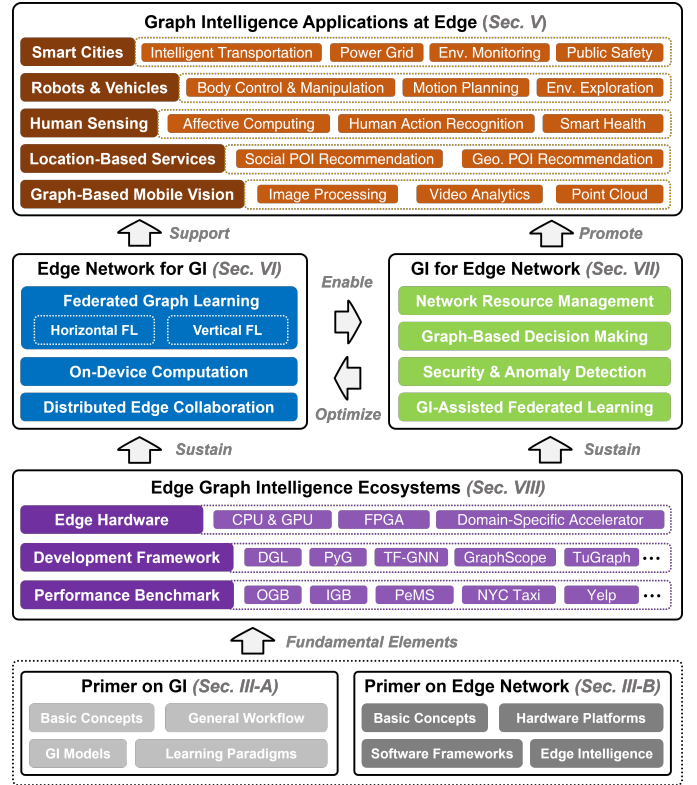 Graph Intelligence Applications at Edge (Sec. V)
Smart Cities Intelligent Transportation Power Grid Env. Monitoring Public Safety
Robots & Vehicles Body Control & Manipulation Motion Planning Env. Exploration
Human Sensing Affective Computing Human Action Recognition Smart Health
Location-Based Services Social POI Recommendation Geo. POI Recommendation
Graph-Based Mobile Vision Image Processing Video Analytics Point Cloud
Support
Promote
Edge Network for GI (Sec. VI)
Federated Graph Learning
Horizontal FL Vertical FL
On-Device Computation
Distributed Edge Collaboration
Enable
Optimize
GI for Edge Network (Sec. VII)
Network Resource Management
Graph-Based Decision Making
Security & Anomaly Detection
GI-Assisted Federated Learning
Sustain
Sustain
Edge Graph Intelligence Ecosystems (Sec. VIII)
Edge Hardware CPU & GPU FPGA Domain-Specific Accelerator
Development Framework DGL PyG TF-GNN GraphScope TuGraph ...
Performance Benchmark OGB IGB PeMS NYC Taxi Yelp ...
Fundamental Elements
Primer on GI (Sec. III-A)
Basic Concepts General Workflow
GI Models Learning Paradigms
Primer on Edge Network (Sec. III-B)
Basic Concepts Hardware Platforms
Software Frameworks Edge Intelligence